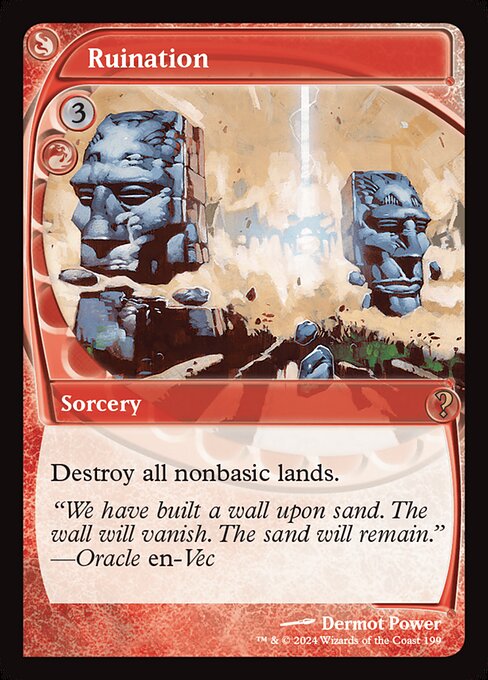 Ruination
3
Sorcery
?
Destroy all nonbasic lands.
“We have built a wall upon sand. The
wall will vanish. The sand will remain.”
—Oracle en-Vec
Dermot Power
™ & © 2024 Wizards of the Coast 199